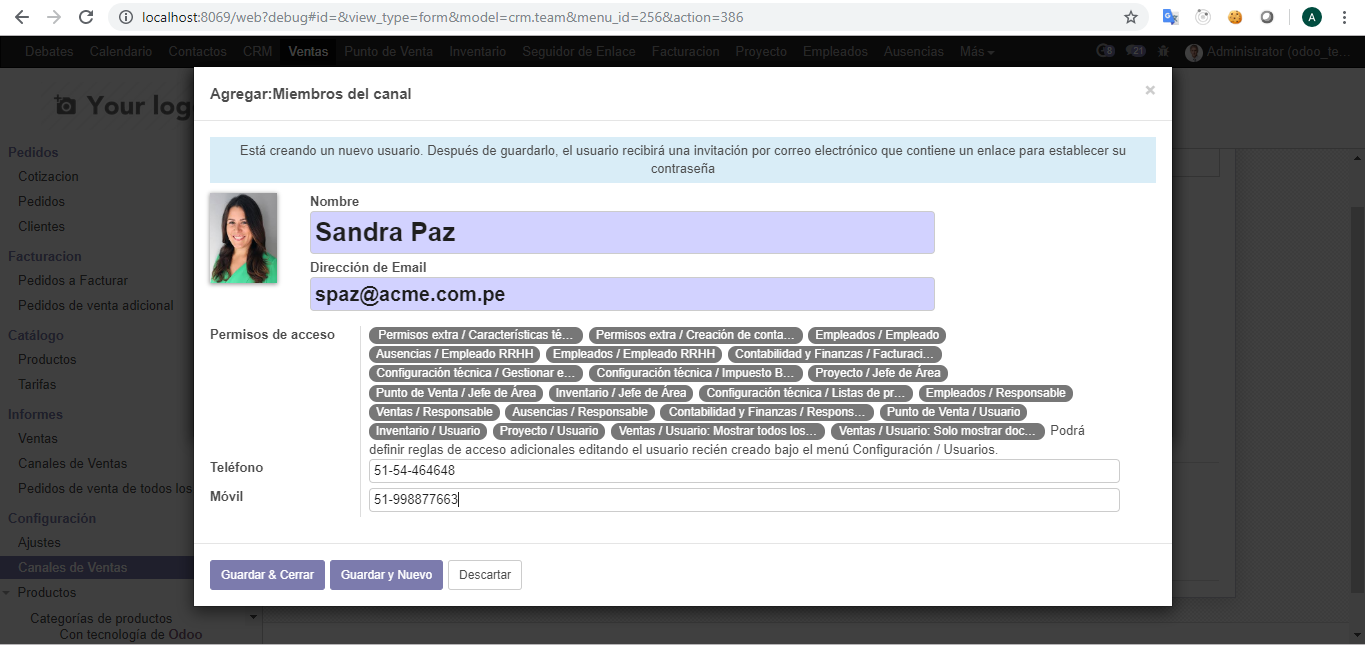 localhost:8069/web?debug#id=&view_type=form&model=crm.team&menu_id=256&action=386
A
Debates Calendario Contactos CRM Ventas Punto de Venta Inventario Seguidor de Enlace Facturación Proyecto Empleados Ausencias Más 8 21 Administrator (odoo_te...
Your log
Agregar:Miembros del canal
×
Está creando un nuevo usuario. Después de guardarlo, el usuario recibirá una invitación por correo electrónico que contiene un enlace para establecer su
contraseña
Nombre
Sandra Paz
Dirección de Email
spaz@acme.com.pe
Permisos de acceso
Permisos extra / Características té... Permisos extra / Creación de conta... Empleados / Empleado
Ausencias / Empleado RRHH Empleados / Empleado RRHH Contabilidad y Finanzas / Facturaci...
Configuración técnica / Gestionar e... Configuración técnica / Impuesto B... Proyecto / Jefe de Área
Punto de Venta / Jefe de Área Inventario / Jefe de Área Configuración técnica / Listas de pr... Empleados / Responsable
Ventas / Responsable Ausencias / Responsable Contabilidad y Finanzas / Respons... Punto de Venta / Usuario
Inventario / Usuario Proyecto / Usuario Ventas / Usuario: Mostrar todos los... Ventas / Usuario: Solo mostrar doc... Podrá
definir reglas de acceso adicionales editando el usuario recién creado bajo el menú Configuración / Usuarios.
Teléfono 51-54-464648
Móvil 51-998877663
Guardar & Cerrar Guardar y Nuevo Descartar
Pedidos
Cotizacion
Pedidos
Clientes
Facturacion
Pedidos a Facturar
Pedidos de venta adicional
Catálogo
Productos
Tarifas
Informes
Ventas
Canales de Ventas
Pedidos de venta de todos los
Configuración
Ajustes
Canales de Ventas
Productos
Categorías de productos
Con tecnología de Odoo